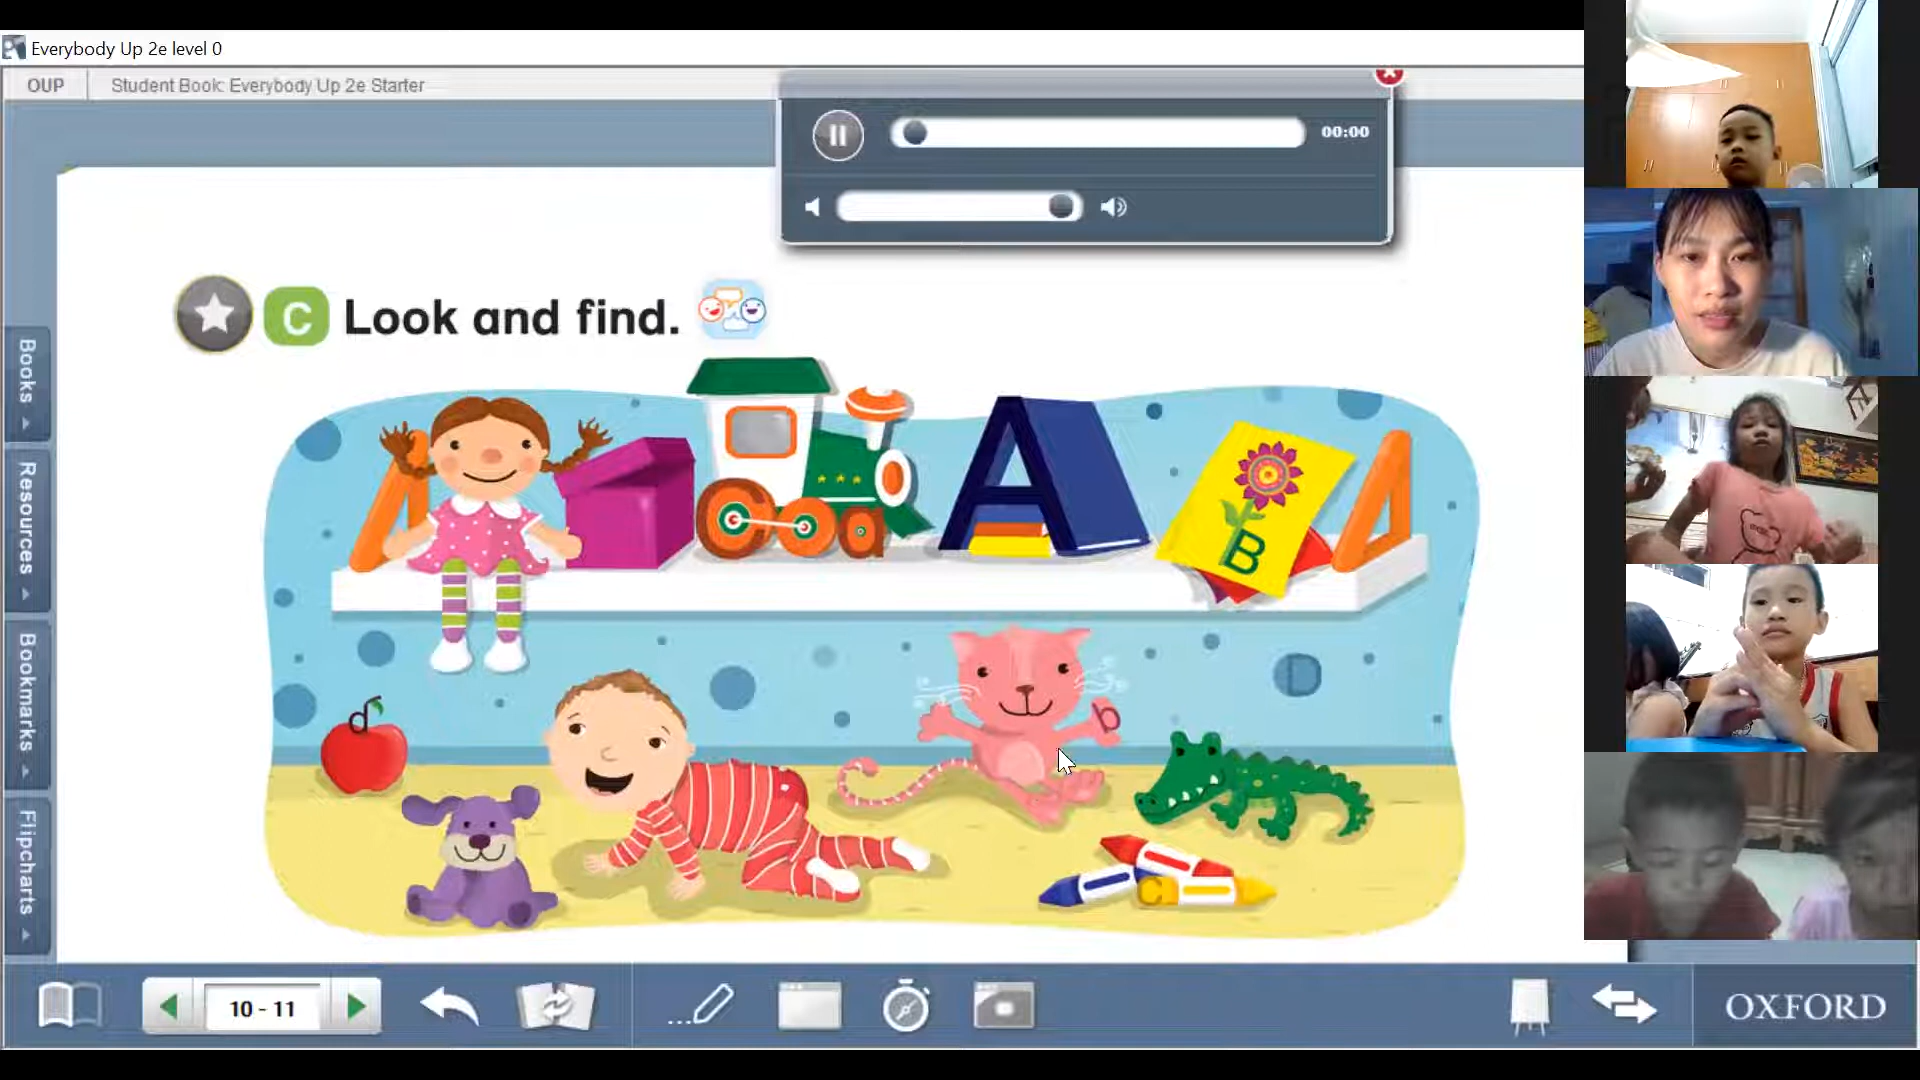 Everybody Up 2e level 0
OUP
Student Book: Everybody Up 2e Starter
00:00
C Look and find.
Books
Resources
Bookmarks
Flipcharts
A
a
B
d
b
D
C
10 - 11
OXFORD